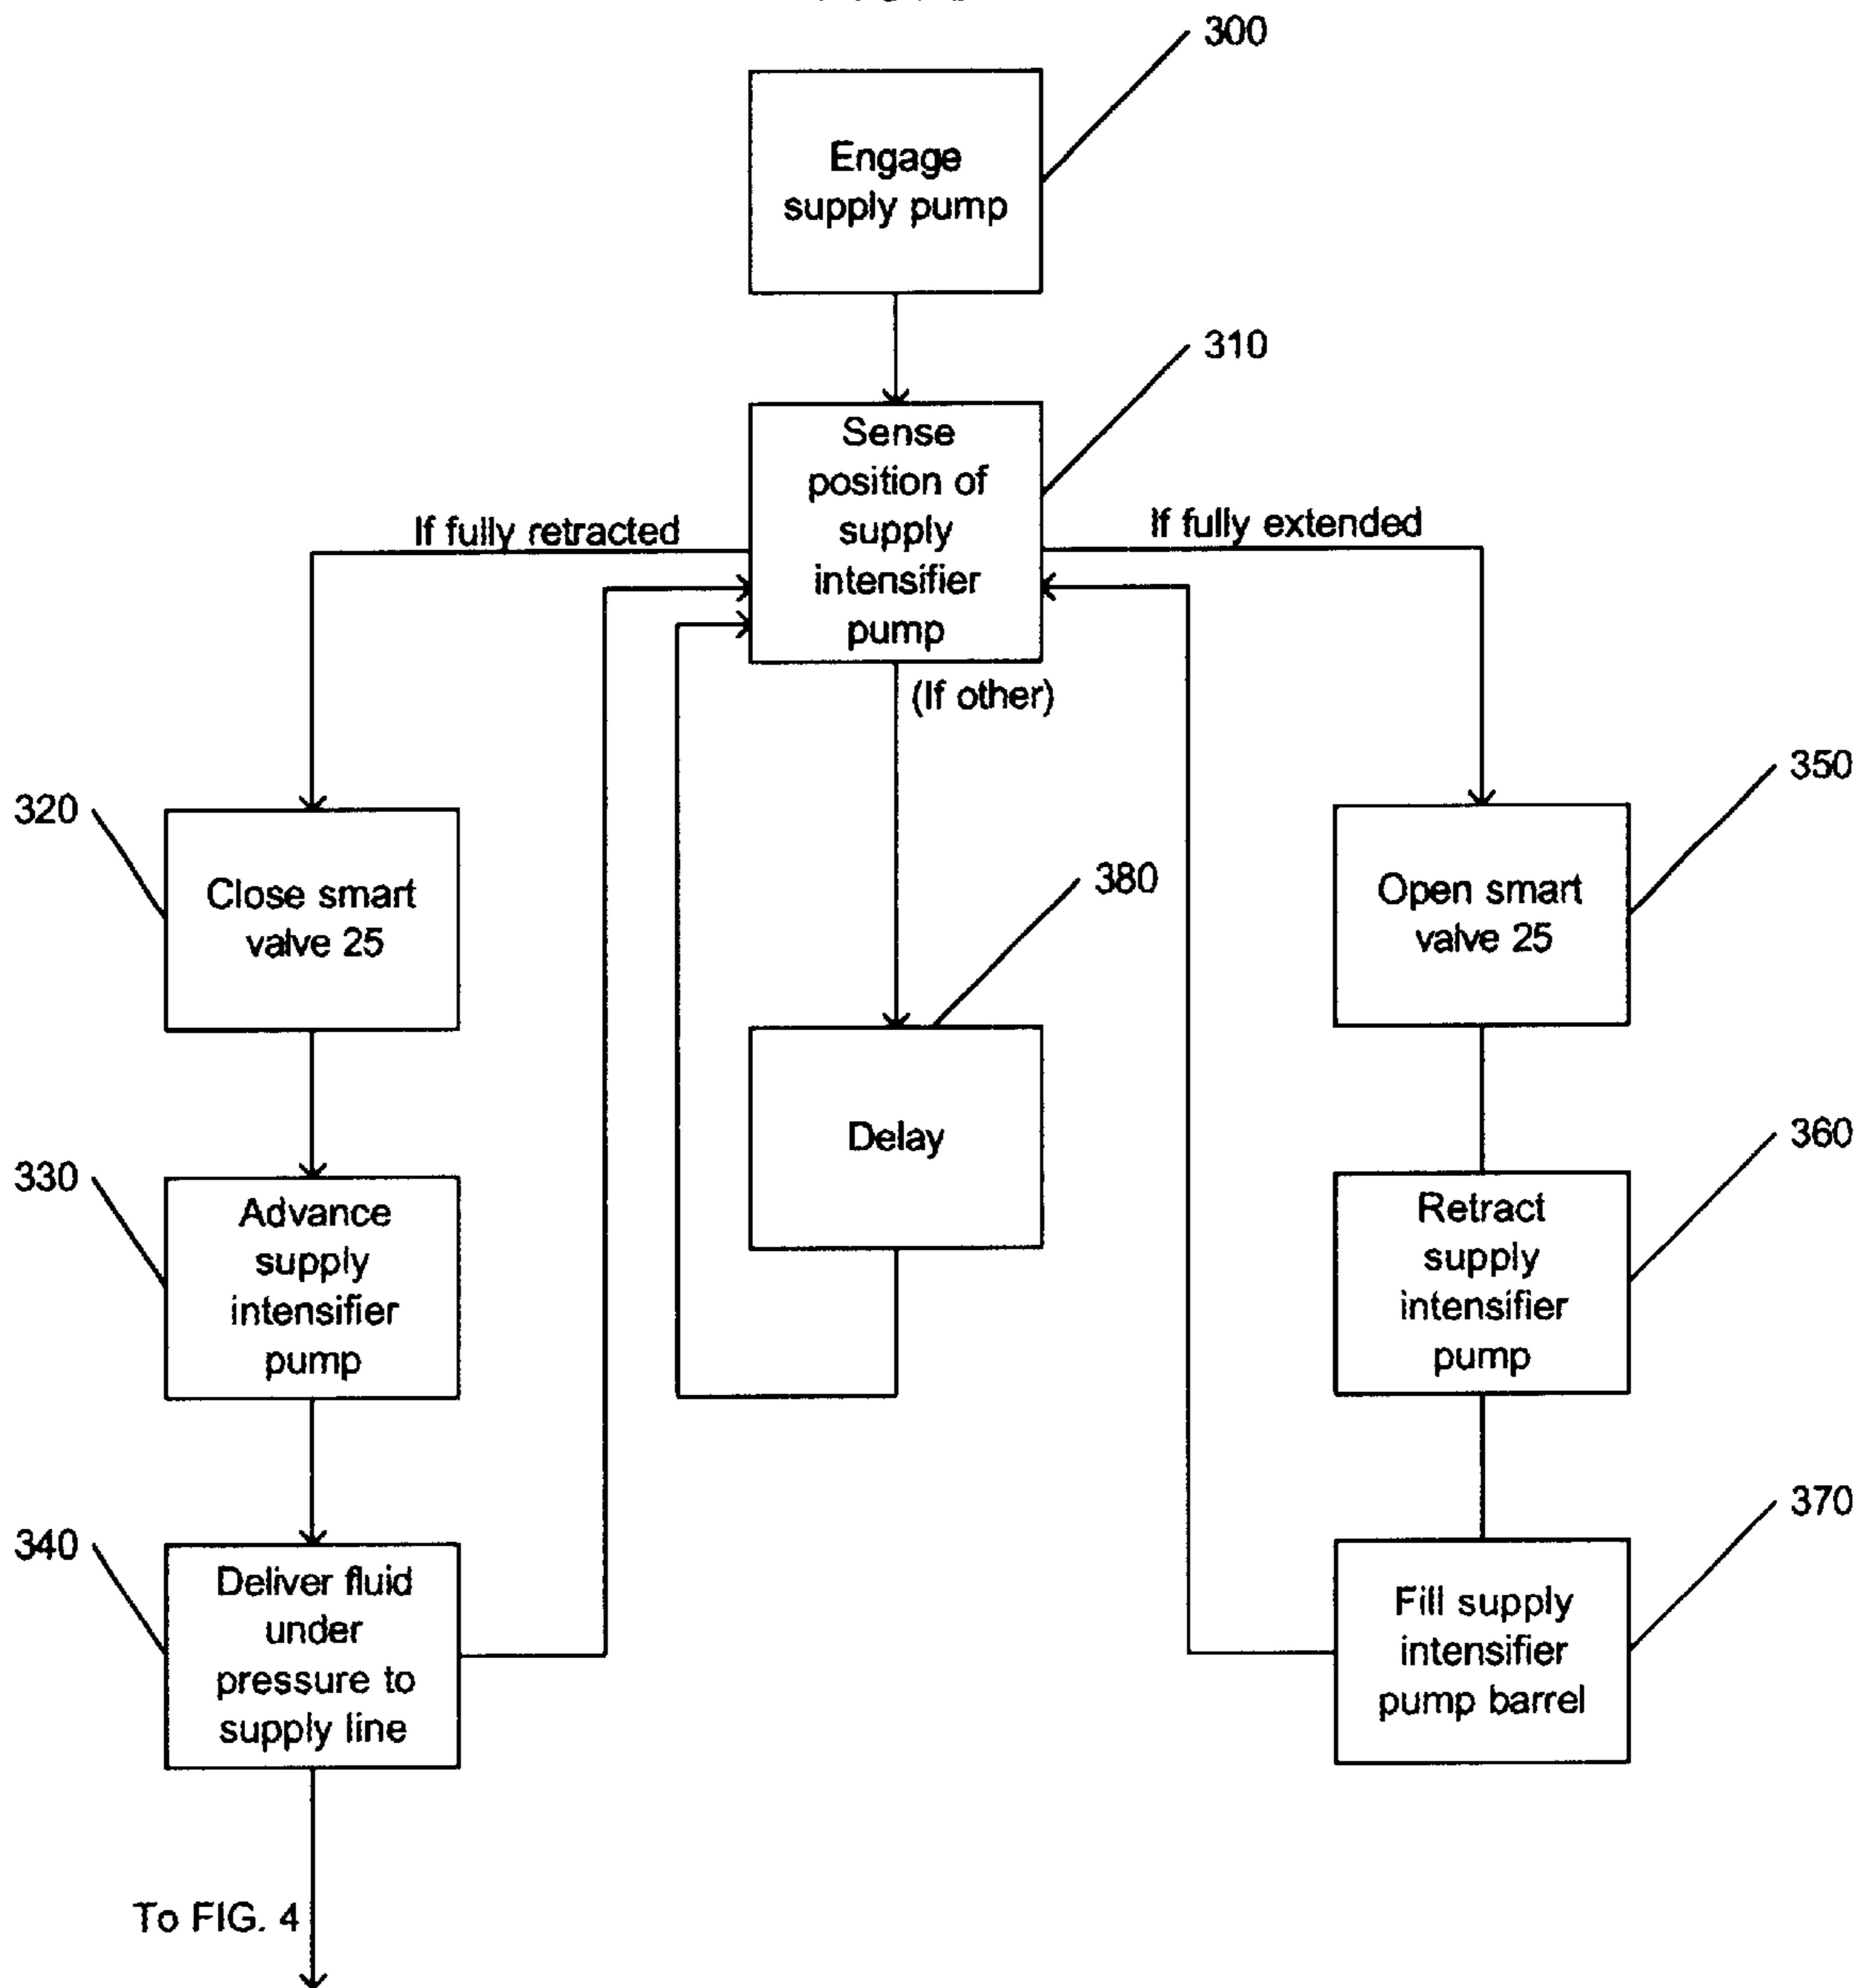 300
Engage
supply pump
310
Sense
position of
supply
intensifier
pump
If fully retracted
If fully extended
(If other)
320
Close smart
valve 25
350
Open smart
valve 25
380
Delay
330
Advance
supply
intensifier
pump
360
Retract
supply
intensifier
pump
340
Deliver fluid
under
pressure to
supply line
370
Fill supply
intensifier
pump barrel
To FIG. 4